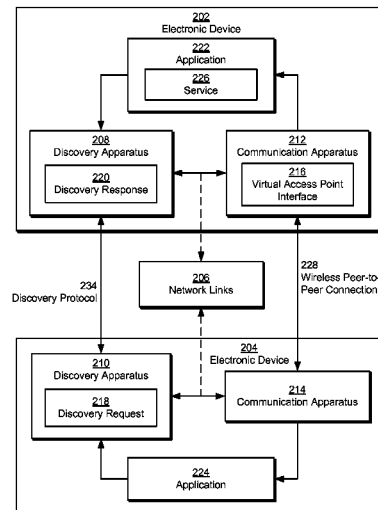 202
Electronic Device
222
Application
226
Service
208
Discovery Apparatus
220
Discovery Response
212
Communication Apparatus
216
Virtual Access Point
Interface
234
Discovery Protocol
206
Network Links
228
Wireless Peer-to-
Peer Connection
204
Electronic Device
210
Discovery Apparatus
218
Discovery Request
214
Communication Apparatus
224
Application